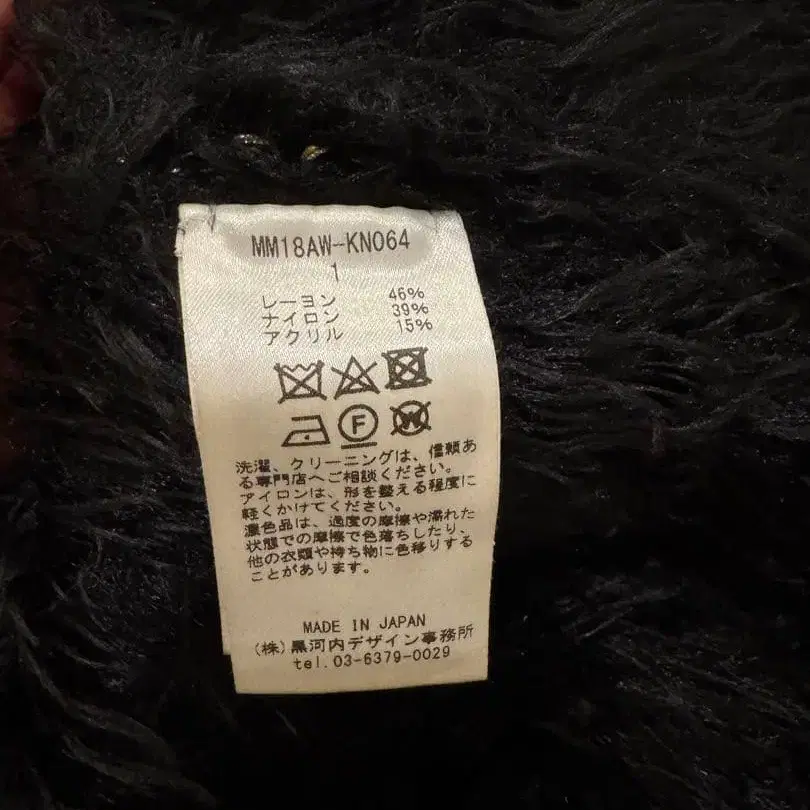 MM18AW-KN064
1
レーヨン 46%
ナイロン 39%
アクリル 15%
F
W
洗濯、クリーニングは、信頼あ
る専門店へご相談ください。
アイロンは、形を整える程度に
軽くかけてください。
濃色品は、過度の摩擦や濡れた
状態での摩擦で色落ちしたり、
他の衣類や持ち物に色移りする
ことがあります。
MADE IN JAPAN
(株)黒河内デザイン事務所
tel.03-6379-0029